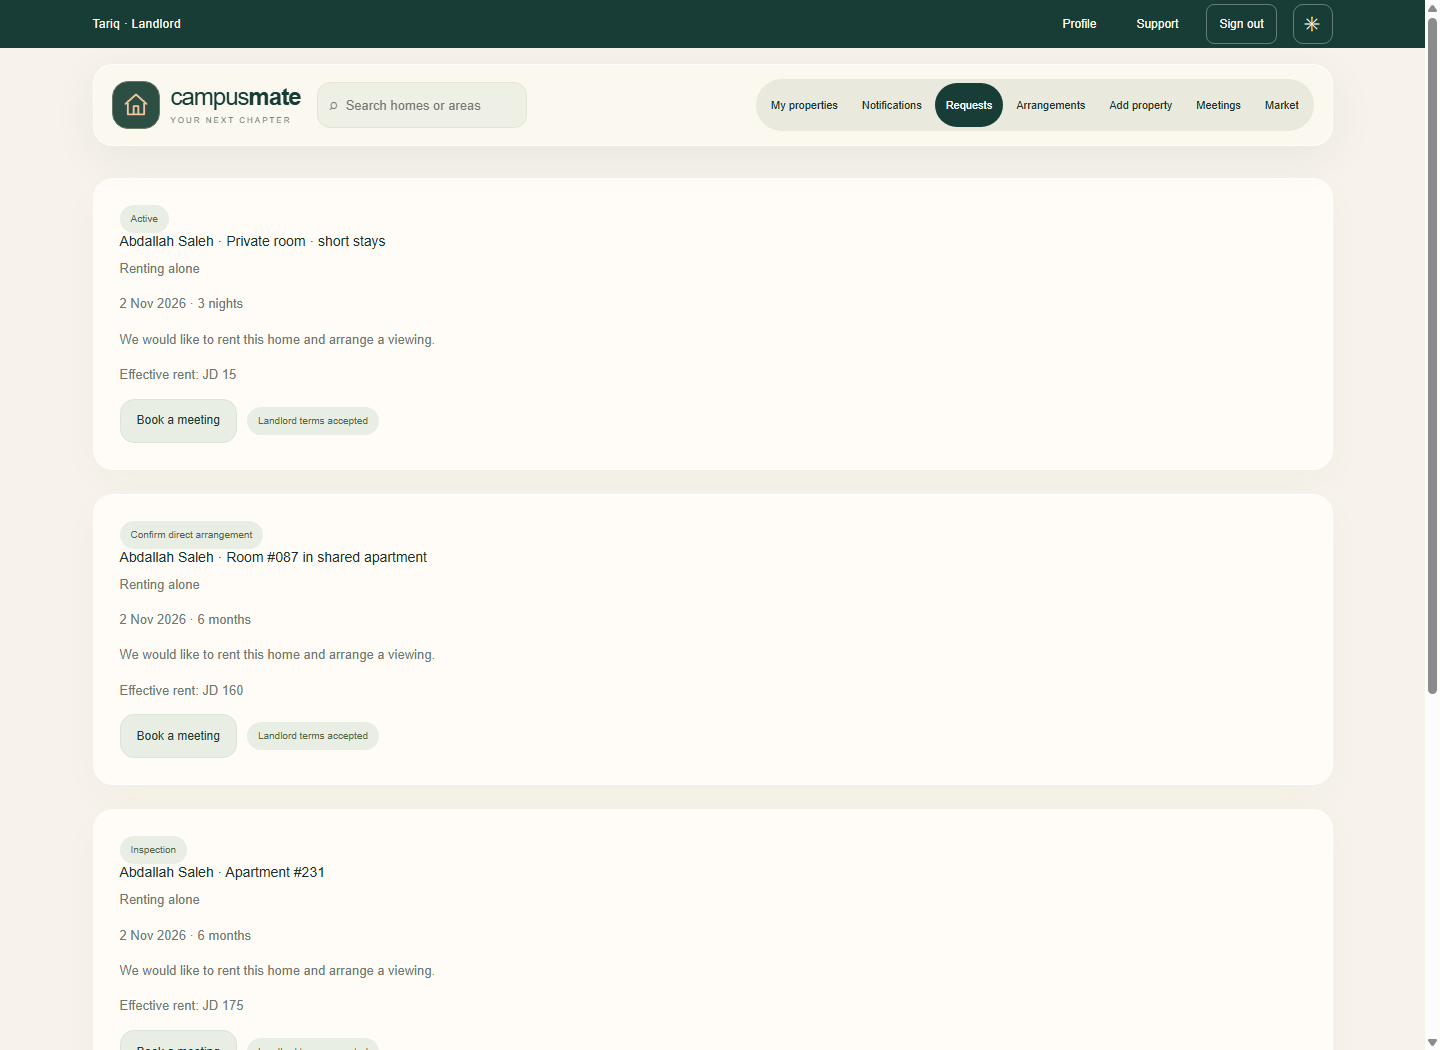 Tariq · Landlord
Profile
Support
Sign out
campusmate
YOUR NEXT CHAPTER
Search homes or areas
My properties
Notifications
Requests
Arrangements
Add property
Meetings
Market
Active
Abdallah Saleh · Private room · short stays
Renting alone
2 Nov 2026 · 3 nights
We would like to rent this home and arrange a viewing.
Effective rent: JD 15
Book a meeting
Landlord terms accepted
Confirm direct arrangement
Abdallah Saleh · Room #087 in shared apartment
Renting alone
2 Nov 2026 · 6 months
We would like to rent this home and arrange a viewing.
Effective rent: JD 160
Book a meeting
Landlord terms accepted
Inspection
Abdallah Saleh · Apartment #231
Renting alone
2 Nov 2026 · 6 months
We would like to rent this home and arrange a viewing.
Effective rent: JD 175